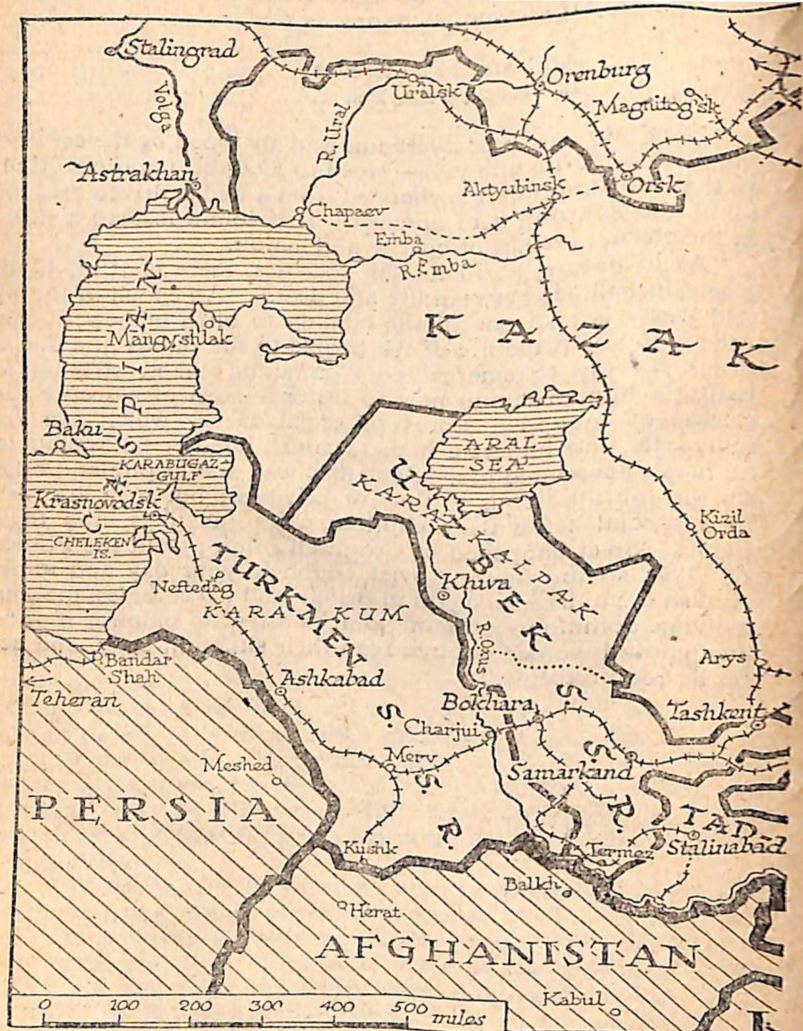 Stalingrad
Volga
Uralsk
Orenburg
Magnitog'sk
R. Ural
Astrakhan
Aktyubinsk
Orsk
Chapaev
Emba
R. Emba
KAZAK
Mangyshlak
CASPIAN
Baku
ARAL
SEA
KARABUGAZ
GULF
Krasnovodsk
CHELEKEN
IS.
UZBEK S. S. R.
KARA KALPAK
Kizil
Orda
Neftedag
TURKMEN S. S. R.
KARA KUM
Khiva
R. Oxus
Bandar
Shah
Teheran
Ashkabad
Arys
Bokhara
Tashkent
Charjui
Meshed
Merv
Samarkand
PERSIA
TAD-
Kushk
Termez
Stalinabad
Balkh
Herat
AFGHANISTAN
Kabul
0 100 200 300 400 500 miles